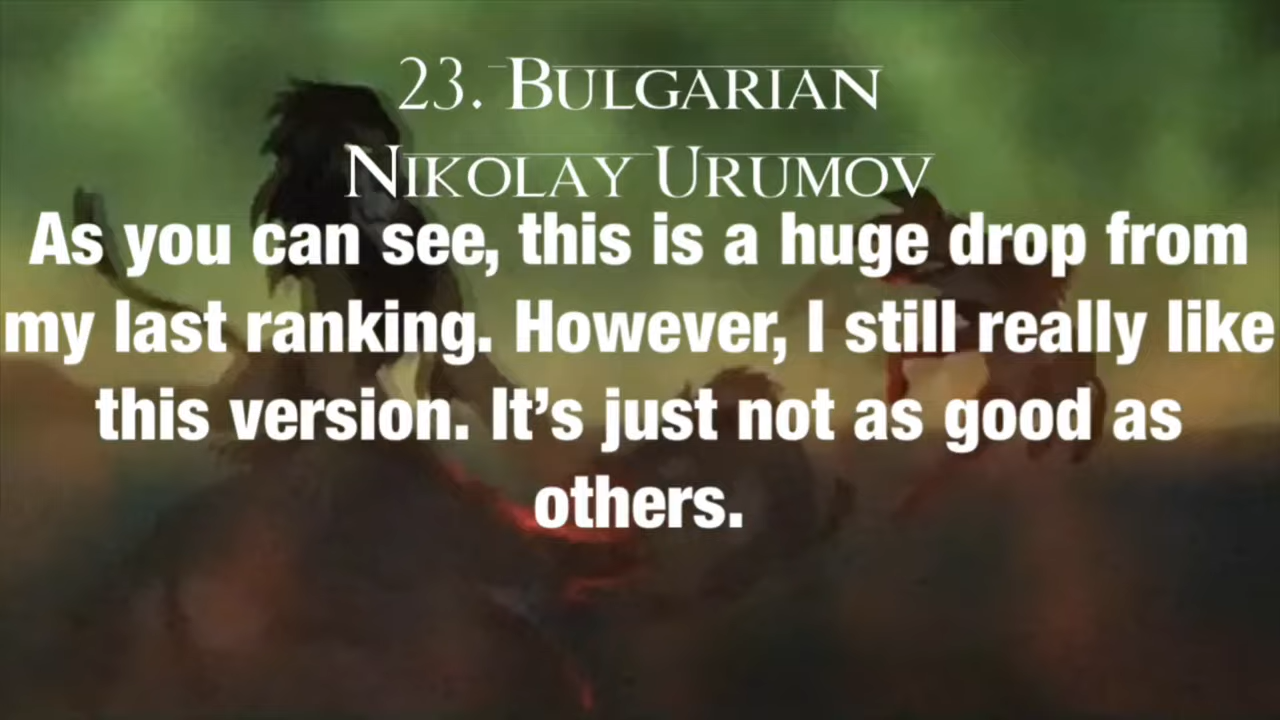 23. Bulgarian
Nikolay Urumov
As you can see, this is a huge drop from
my last ranking. However, I still really like
this version. It’s just not as good as
others.